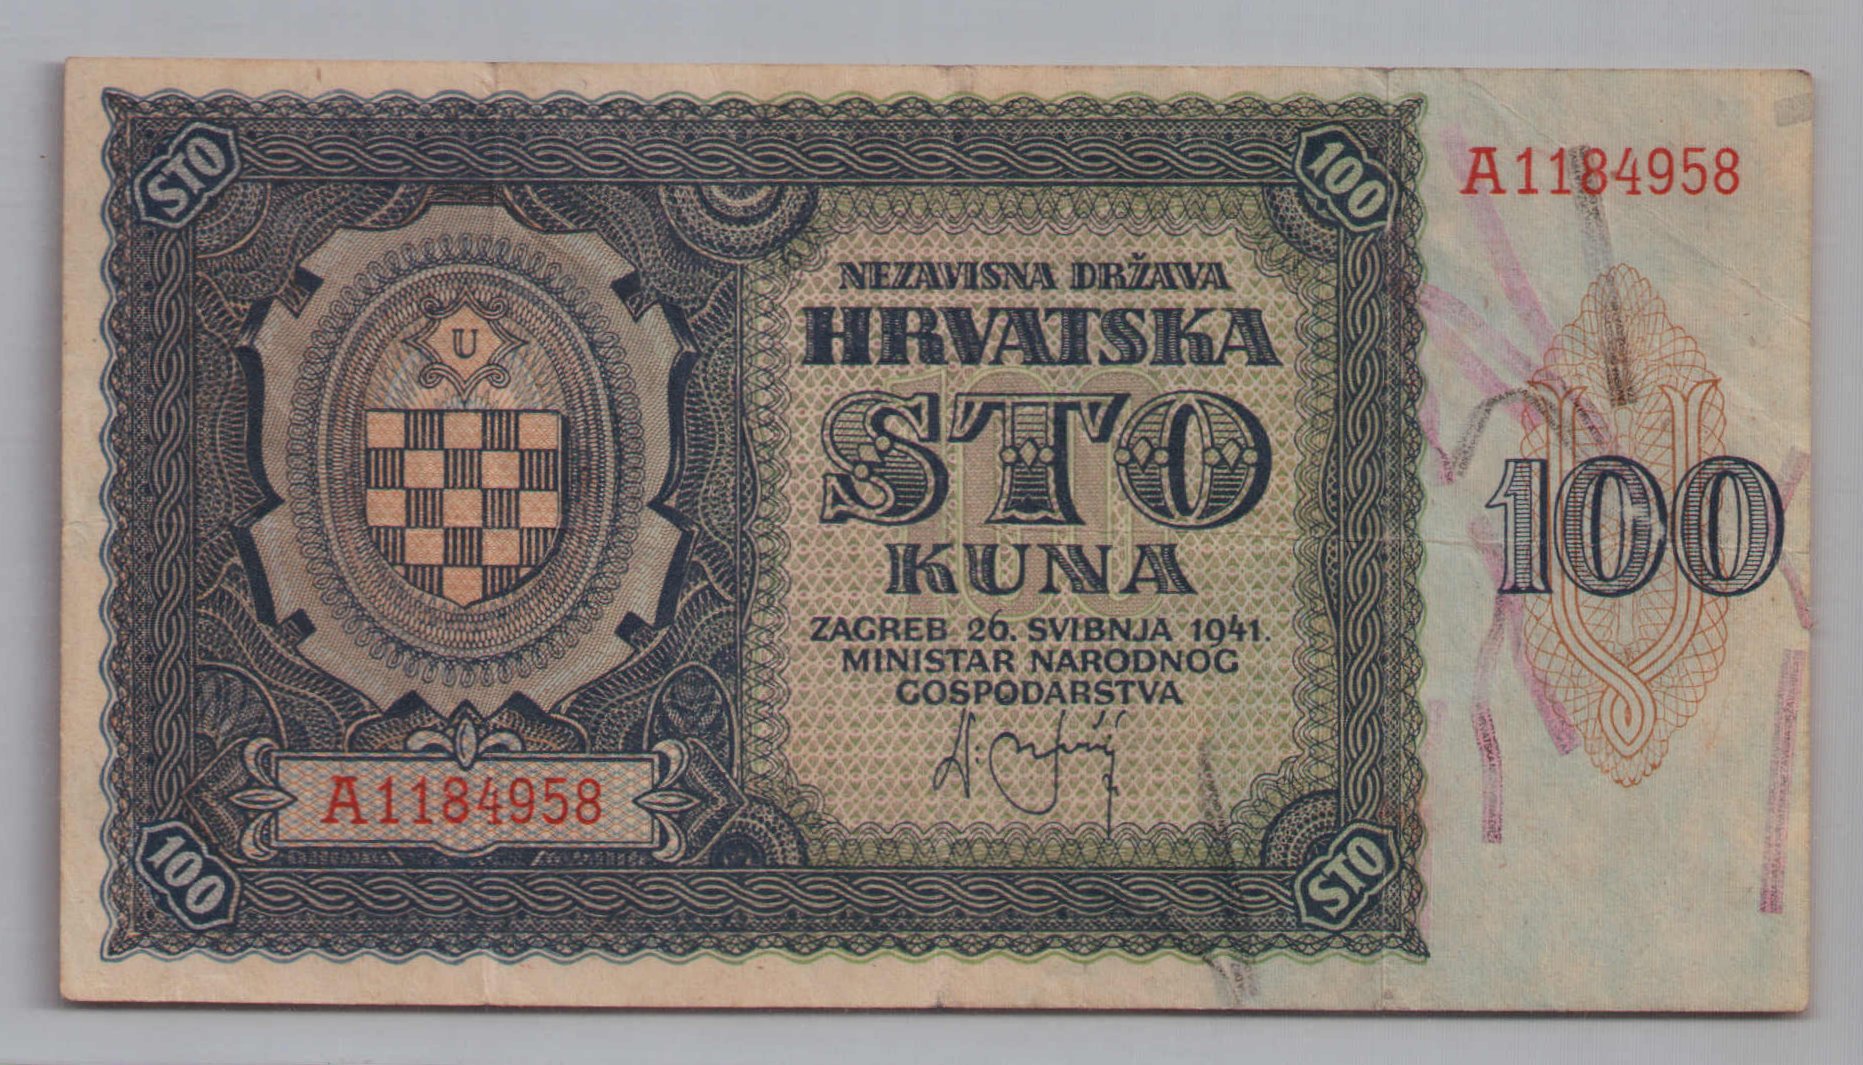 STO
100
A1184958
U
NEZAVISNA DRŽAVA
HRVATSKA
STO
KUNA
ZAGREB 26. SVIBNJA 1941.
MINISTAR NARODNOG
GOSPODARSTVA
100
A1184958
100
STO